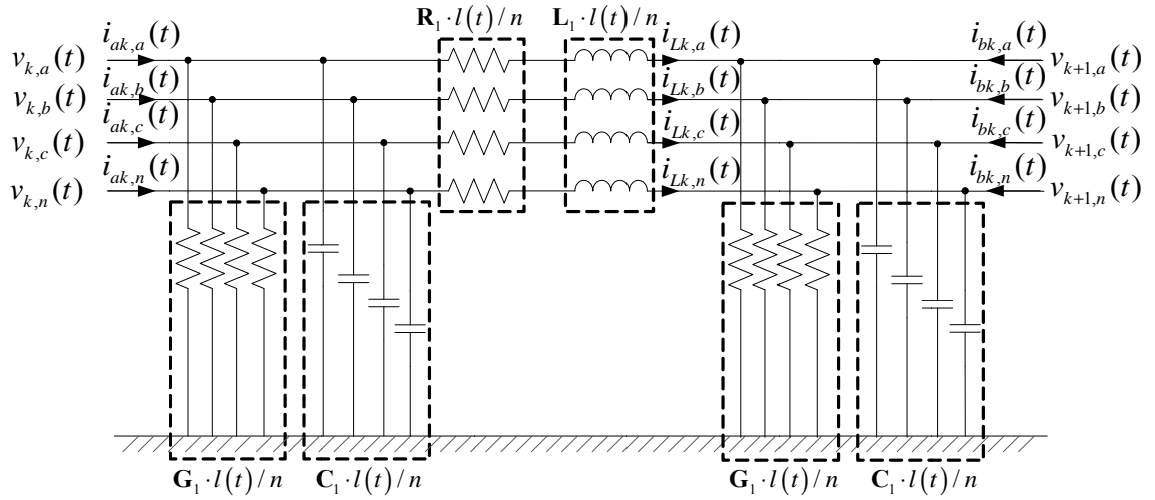 R₁·l(t)/n L₁·l(t)/n
i_{ak,a}(t) i_{Lk,a}(t) i_{bk,a}(t)
v_{k,a}(t) v_{k+1,a}(t)
i_{ak,b}(t) i_{Lk,b}(t) i_{bk,b}(t)
v_{k,b}(t) v_{k+1,b}(t)
i_{ak,c}(t) i_{Lk,c}(t) i_{bk,c}(t)
v_{k,c}(t) v_{k+1,c}(t)
i_{ak,n}(t) i_{Lk,n}(t) i_{bk,n}(t)
v_{k,n}(t) v_{k+1,n}(t)
G₁·l(t)/n C₁·l(t)/n G₁·l(t)/n C₁·l(t)/n